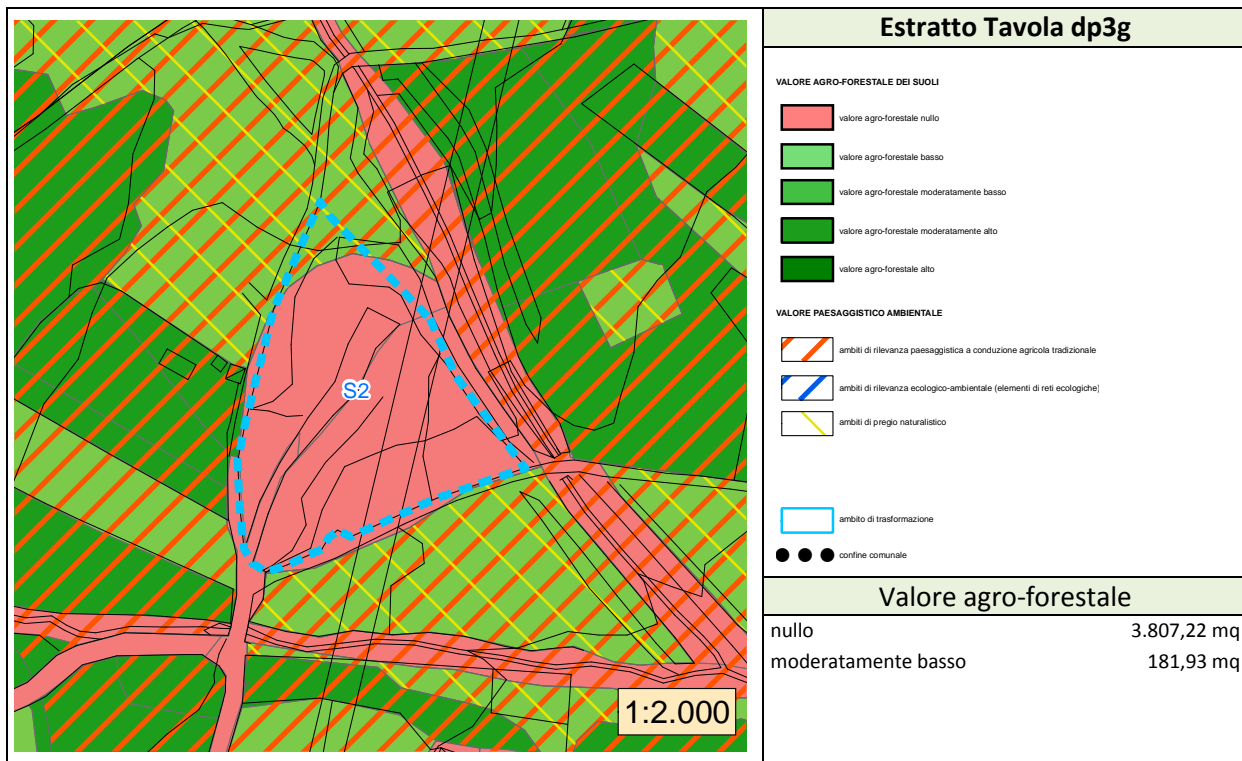 Estratto Tavola dp3g
VALORE AGRO-FORESTALE DEI SUOLI
valore agro-forestale nullo
valore agro-forestale basso
valore agro-forestale moderatamente basso
valore agro-forestale moderatamente alto
valore agro-forestale alto
VALORE PAESAGGISTICO AMBIENTALE
ambiti di rilevanza paesaggistica a conduzione agricola tradizionale
ambiti di rilevanza ecologico-ambientale (elementi di reti ecologiche)
ambiti di pregio naturalistico
ambito di trasformazione
confine comunale
S2
1:2.000
Valore agro-forestale
nullo 3.807,22 mq
moderatamente basso 181,93 mq